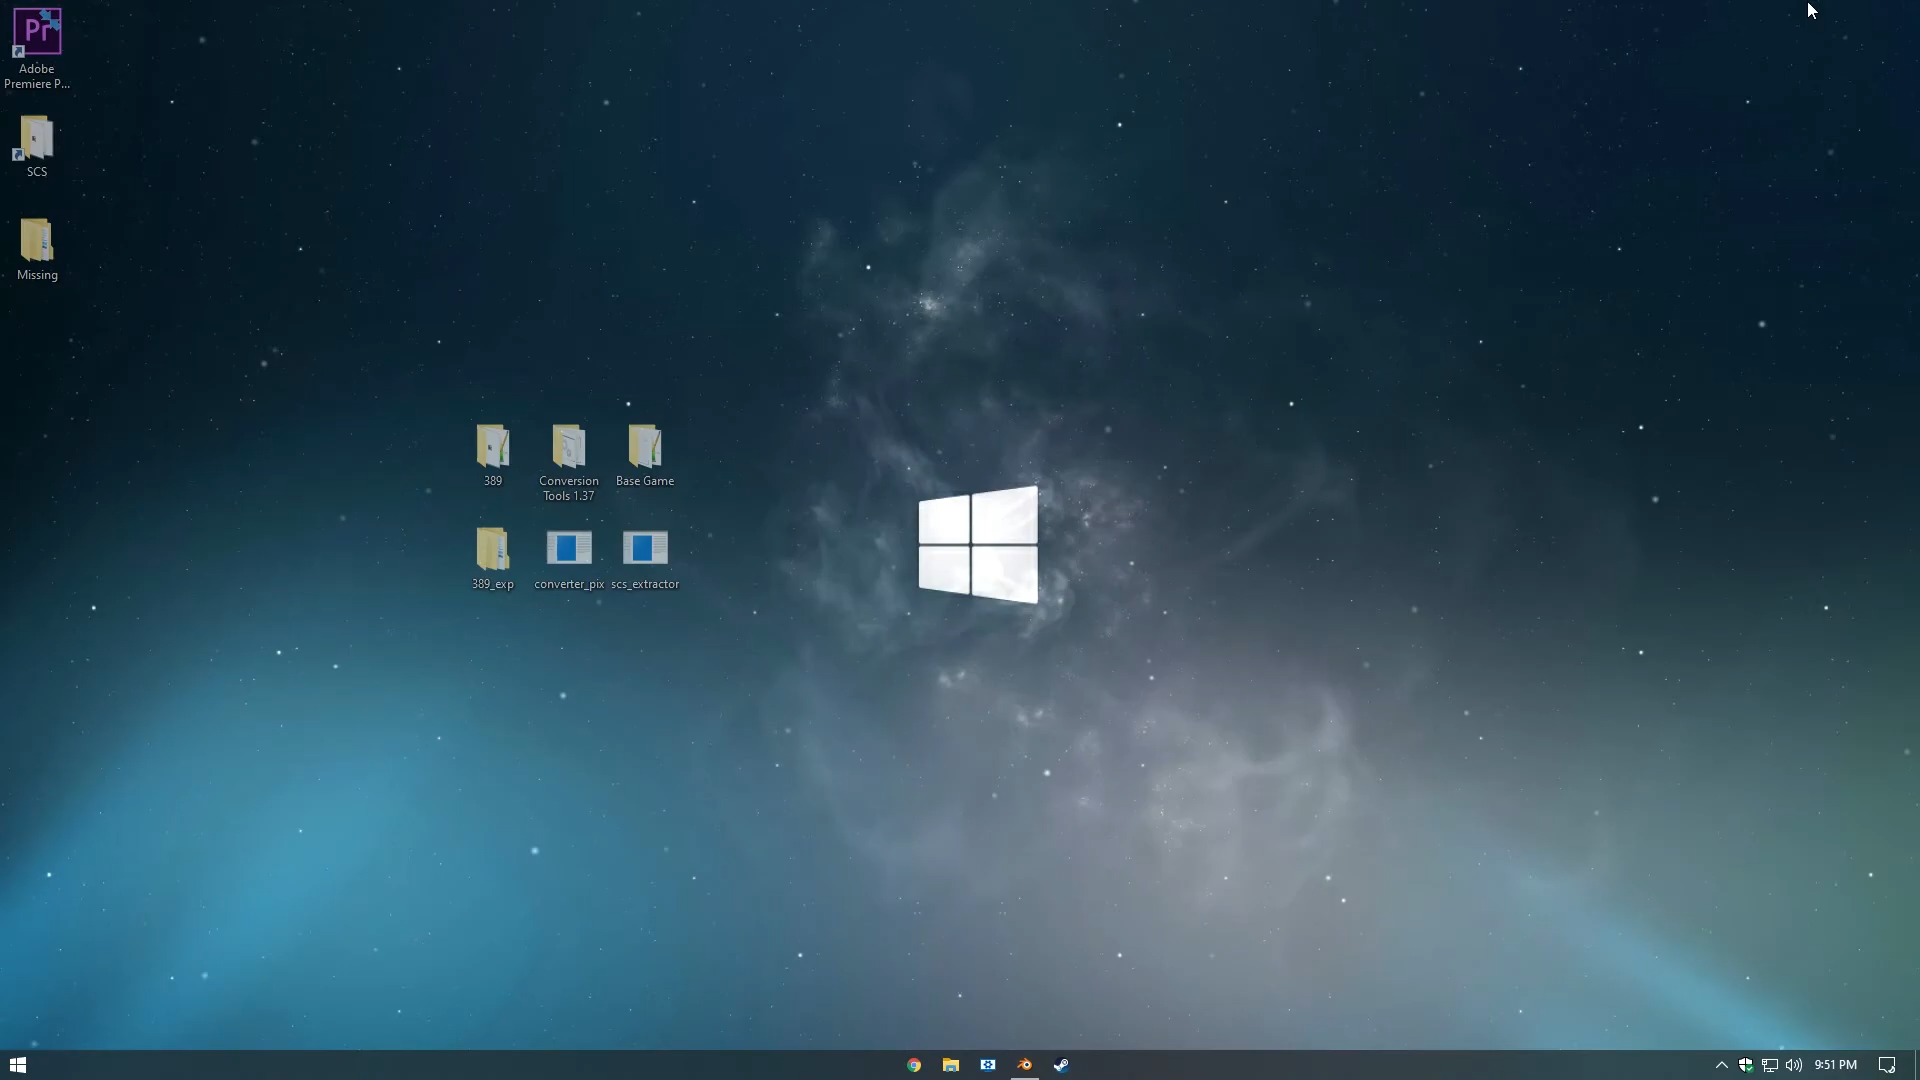 Pr
Adobe
Premiere P...
SCS
Missing
389
Conversion
Tools 1.37
Base Game
389_exp
converter_pix
scs_extractor
9:51 PM